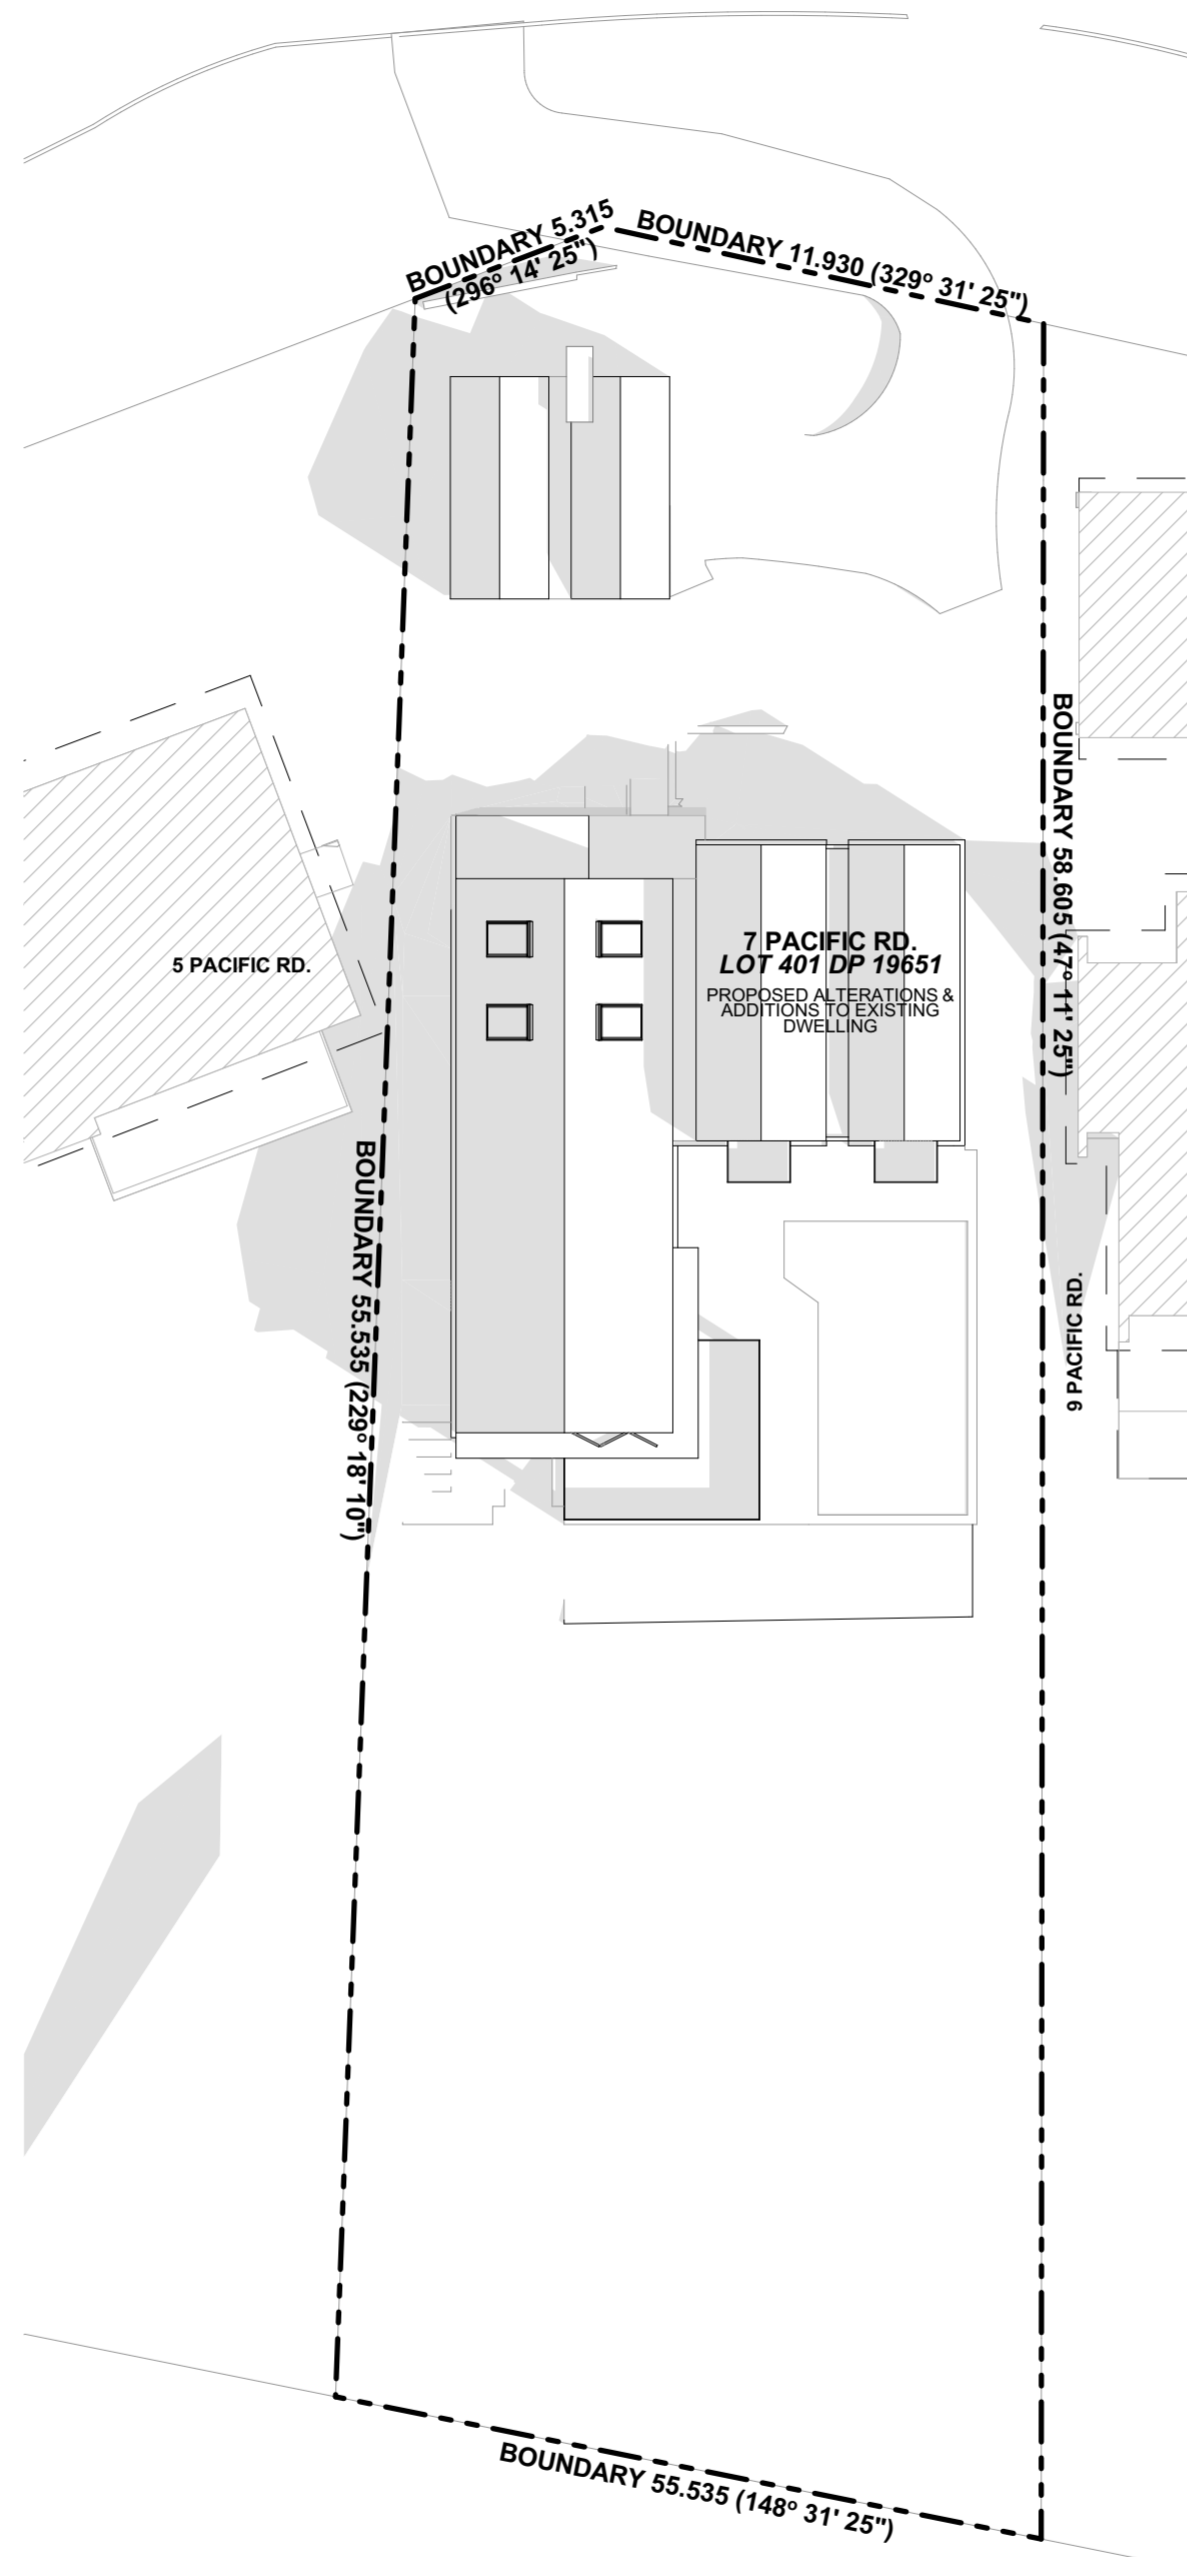 BOUNDARY 5.315
(296° 14' 25")
BOUNDARY 11.930 (329° 31' 25")
BOUNDARY 58.605 (47° 11' 25")
7 PACIFIC RD.
LOT 401 DP 19651
PROPOSED ALTERATIONS &
ADDITIONS TO EXISTING
DWELLING
5 PACIFIC RD.
BOUNDARY 55.535 (229° 18' 10")
9 PACIFIC RD.
BOUNDARY 55.535 (148° 31' 25")